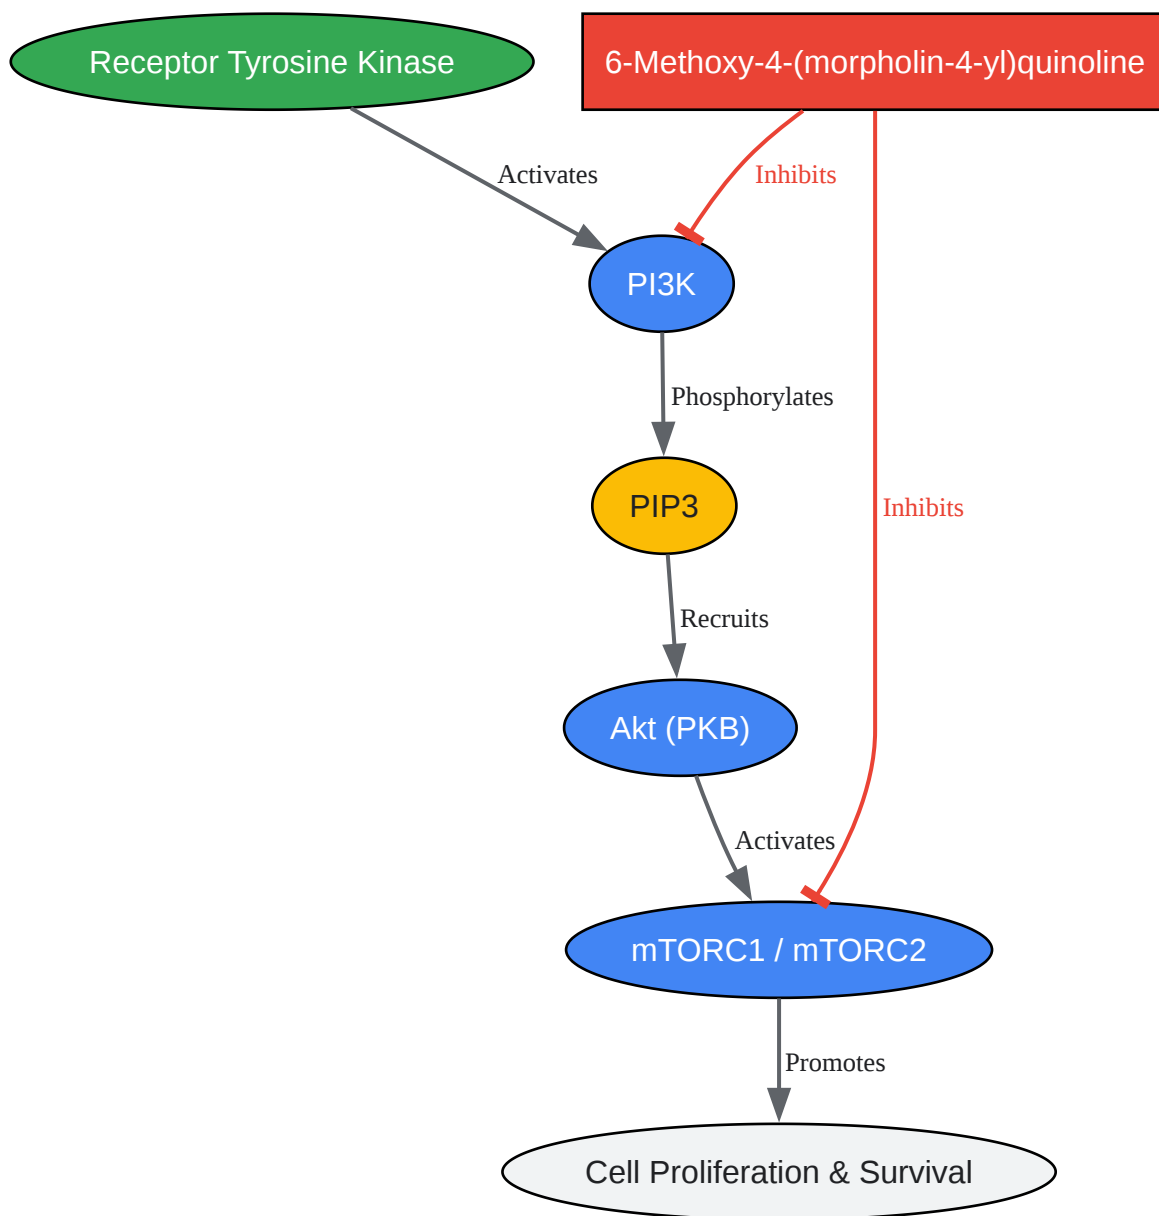 Receptor Tyrosine Kinase
6-Methoxy-4-(morpholin-4-yl)quinoline
Activates
Inhibits
PI3K
Phosphorylates
PIP3
Inhibits
Recruits
Akt (PKB)
Activates
mTORC1 / mTORC2
Promotes
Cell Proliferation & Survival